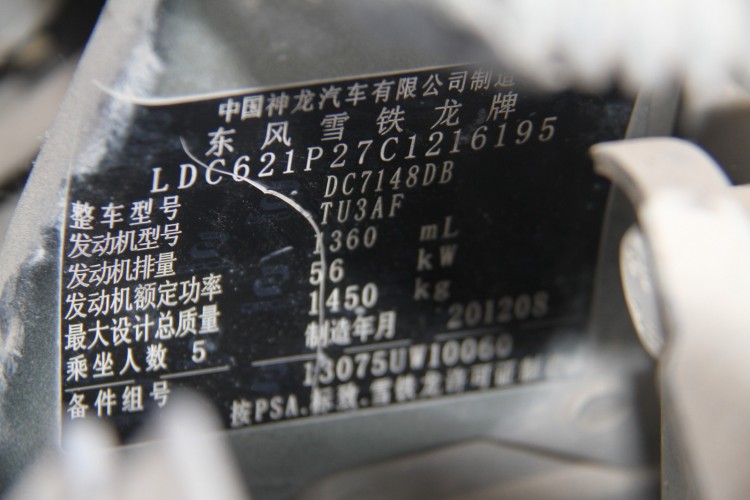 中国神龙汽车有限公司制造
东风雪铁龙牌
LDC621P27C1216195
整车型号 DC7148DB
发动机型号 TU3AF
发动机排量 1360 mL
发动机额定功率 56 kW
最大设计总质量 1450 kg
乘坐人数 5 制造年月 201208
备件组号 13075UW10060
按PSA.标致.雪铁龙许可证制